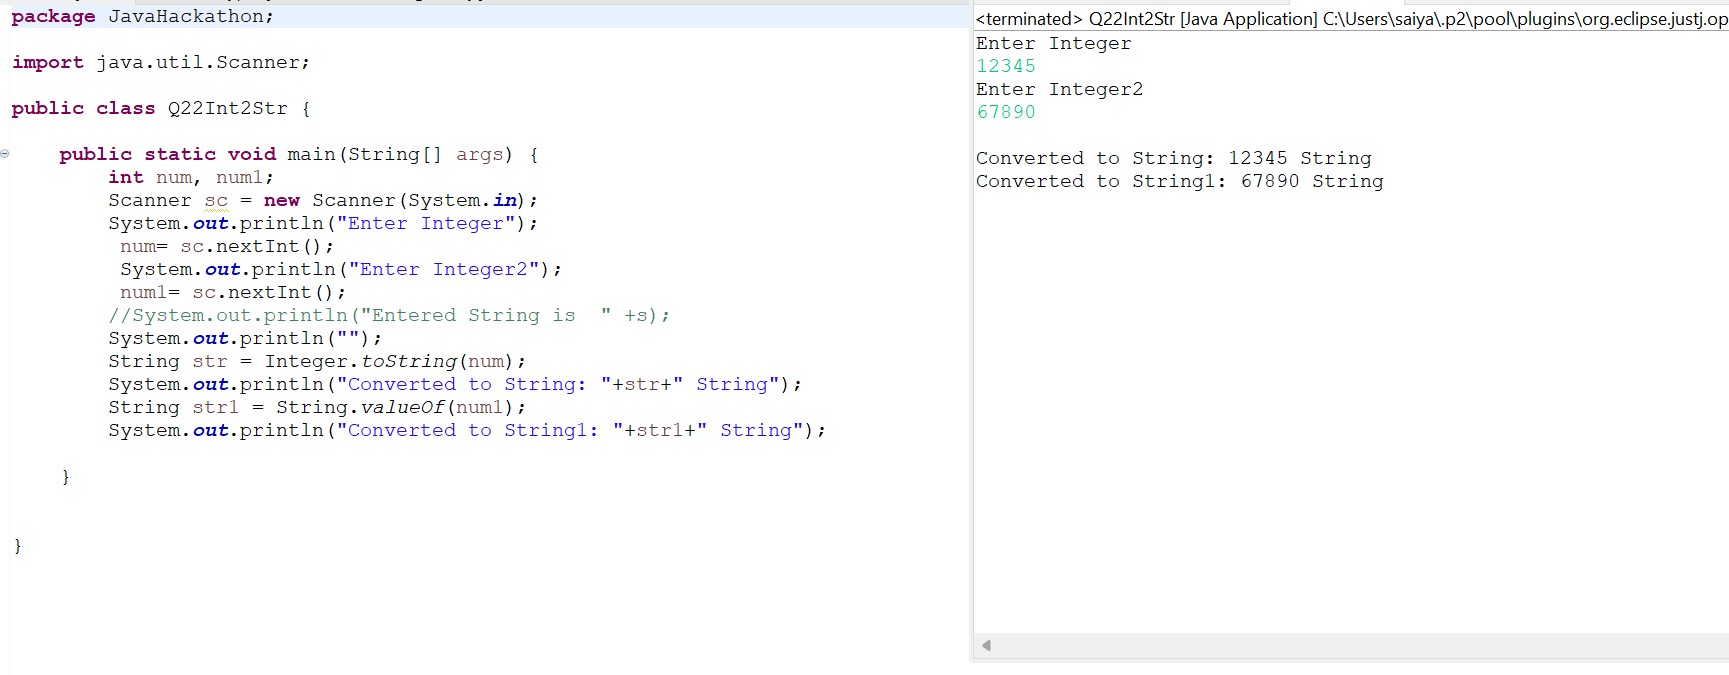 package JavaHackathon;
import java.util.Scanner;
public class Q22Int2Str {
public static void main(String[] args) {
int num, num1;
Scanner sc = new Scanner(System.in);
System.out.println("Enter Integer");
num= sc.nextInt();
System.out.println("Enter Integer2");
num1= sc.nextInt();
//System.out.println("Entered String is  " +s);
System.out.println("");
String str = Integer.toString(num);
System.out.println("Converted to String: "+str+" String");
String str1 = String.valueOf(num1);
System.out.println("Converted to String1: "+str1+" String");
}
}
<terminated> Q22Int2Str [Java Application] C:\Users\saiya\.p2\pool\plugins\org.eclipse.justj.op
Enter Integer
12345
Enter Integer2
67890
Converted to String: 12345 String
Converted to String1: 67890 String